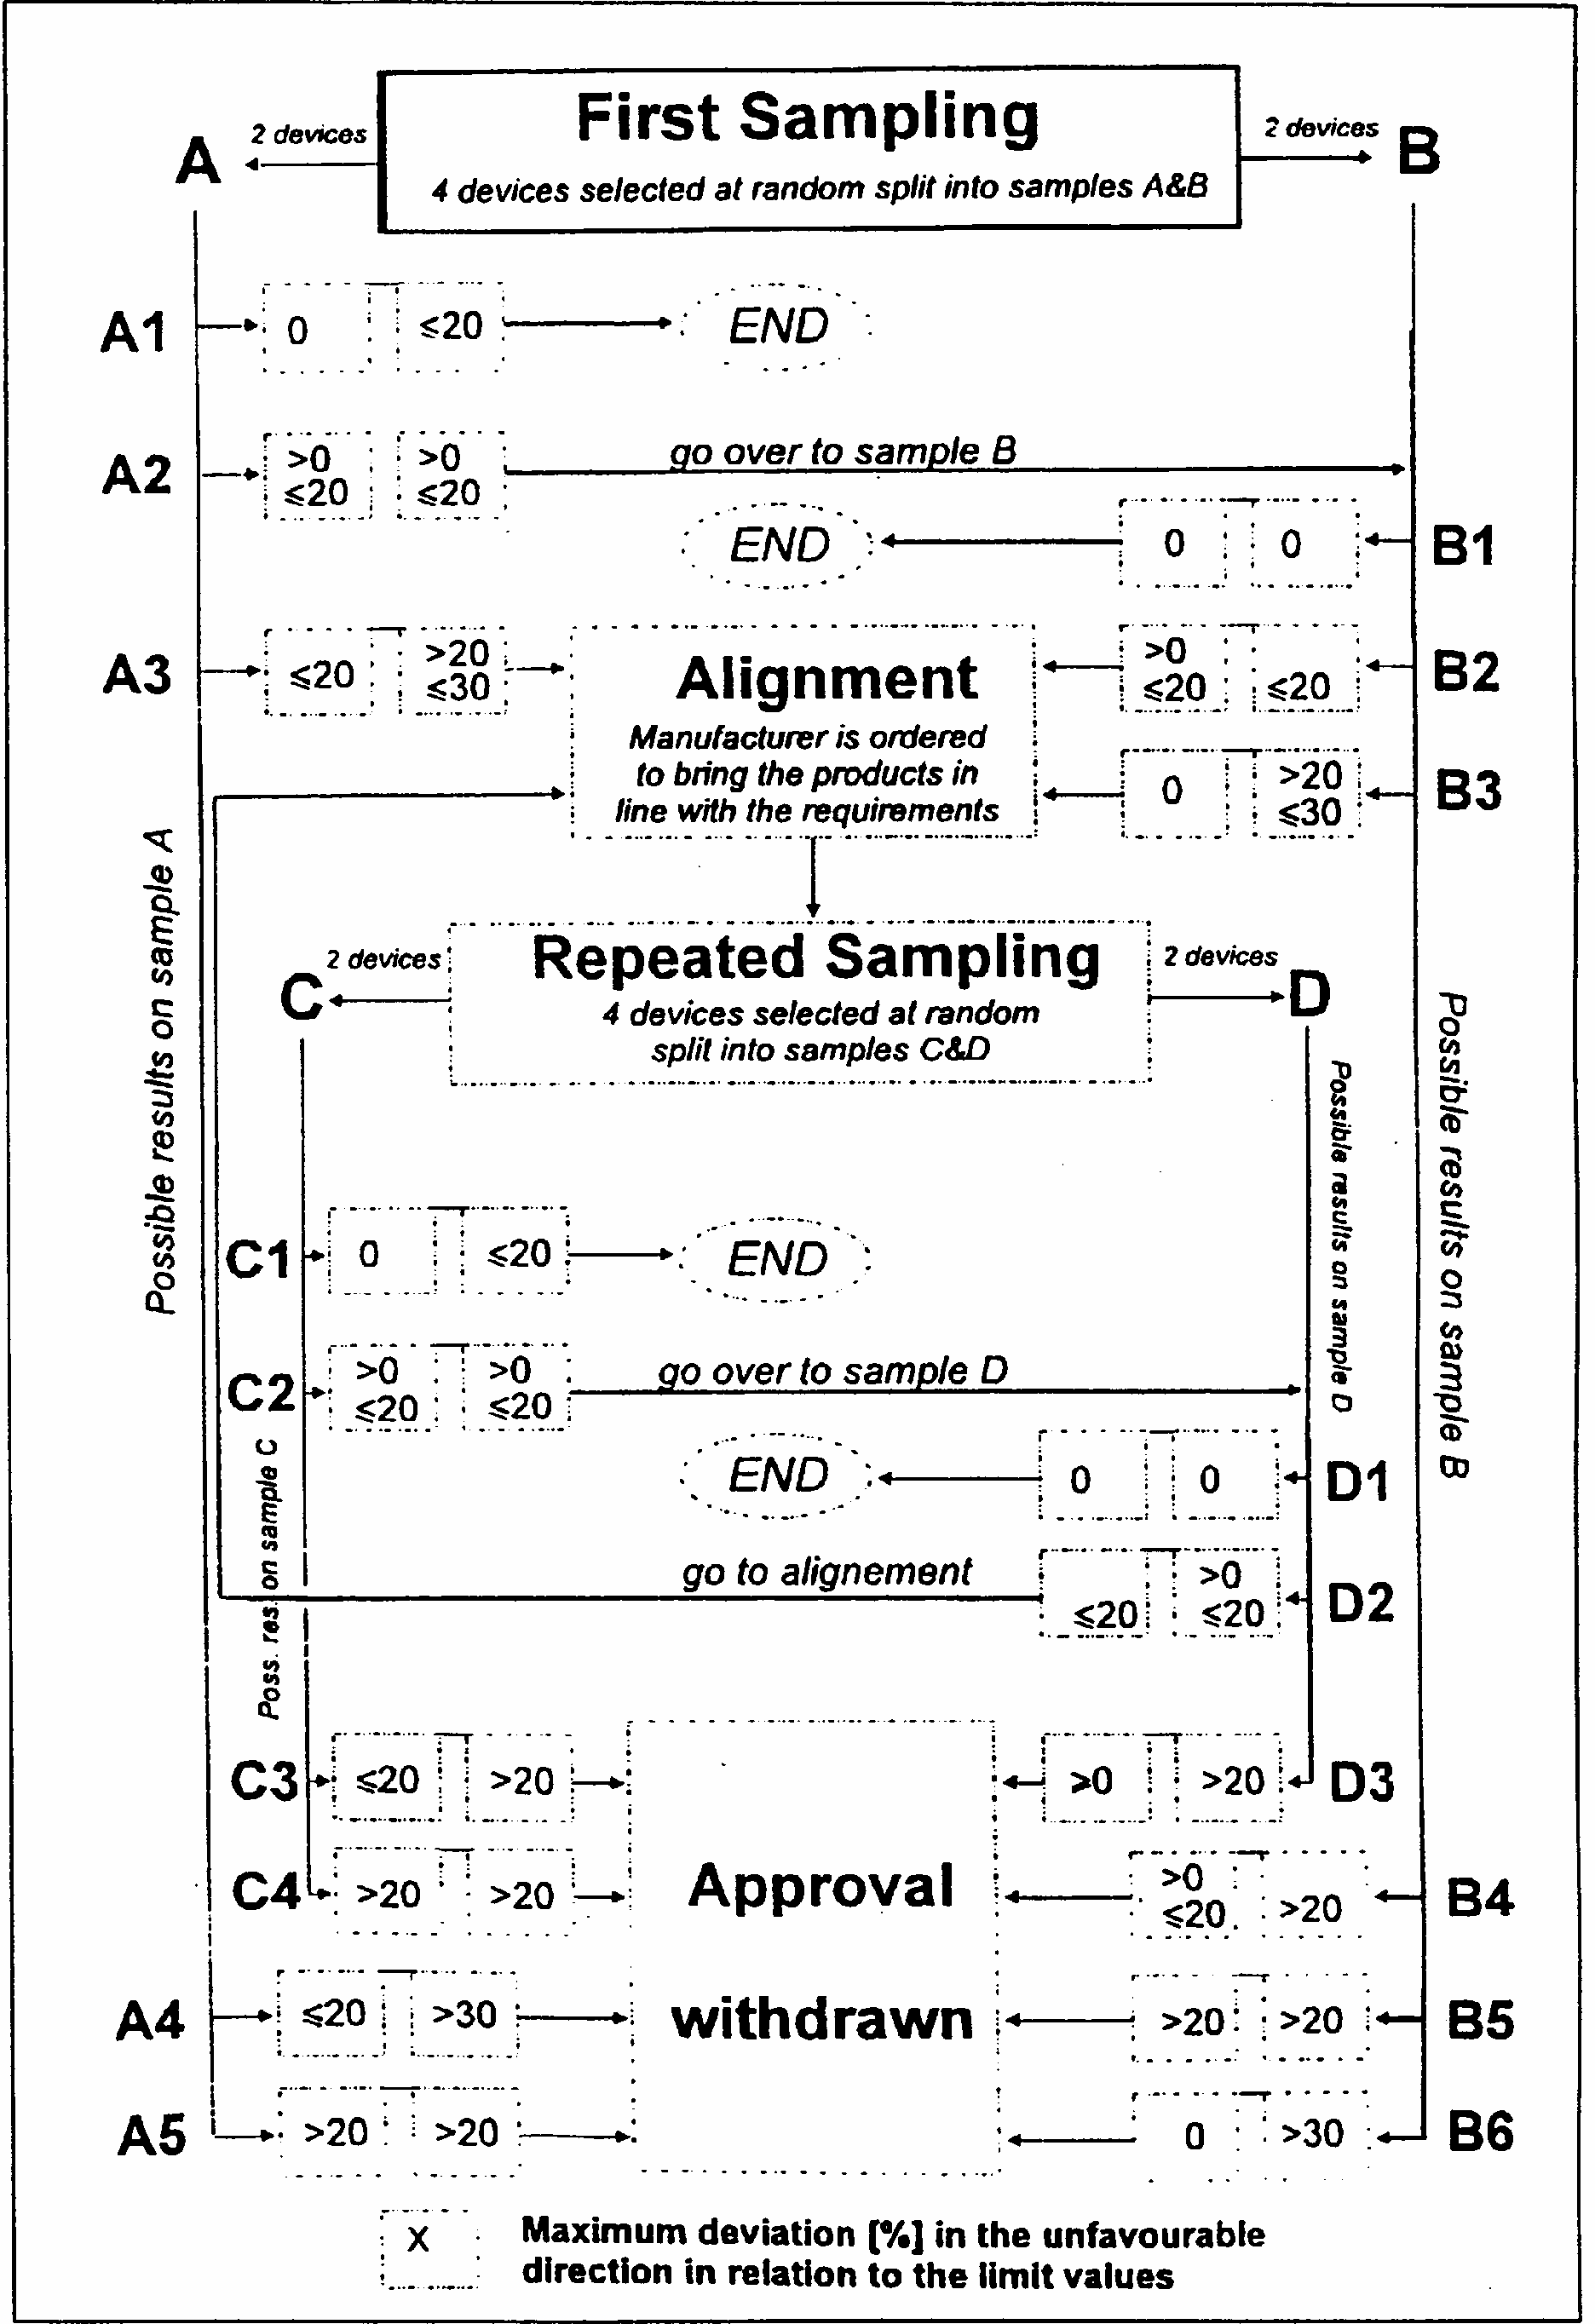 First Sampling
4 devices selected at random split into samples A&B
A
2 devices
2 devices
B
A1
0
≤20
END
A2
>0
≤20
>0
≤20
go over to sample B
END
0
0
B1
A3
≤20
>20
≤30
Alignment
Manufacturer is ordered
to bring the products in
line with the requirements
>0
≤20
≤20
B2
0
>20
≤30
B3
Possible results on sample A
Possible results on sample B
C
2 devices
Repeated Sampling
4 devices selected at random
split into samples C&D
2 devices
D
Possible results on sample D
C1
0
≤20
END
C2
>0
≤20
>0
≤20
go over to sample D
Poss. res. on sample C
END
0
0
D1
go to alignement
≤20
>0
≤20
D2
C3
≤20
>20
Approval
withdrawn
≥0
>20
D3
C4
>20
>20
>0
≤20
>20
B4
A4
≤20
>30
>20
>20
B5
A5
>20
>20
0
>30
B6
X
Maximum deviation [%] in the unfavourable
direction in relation to the limit values